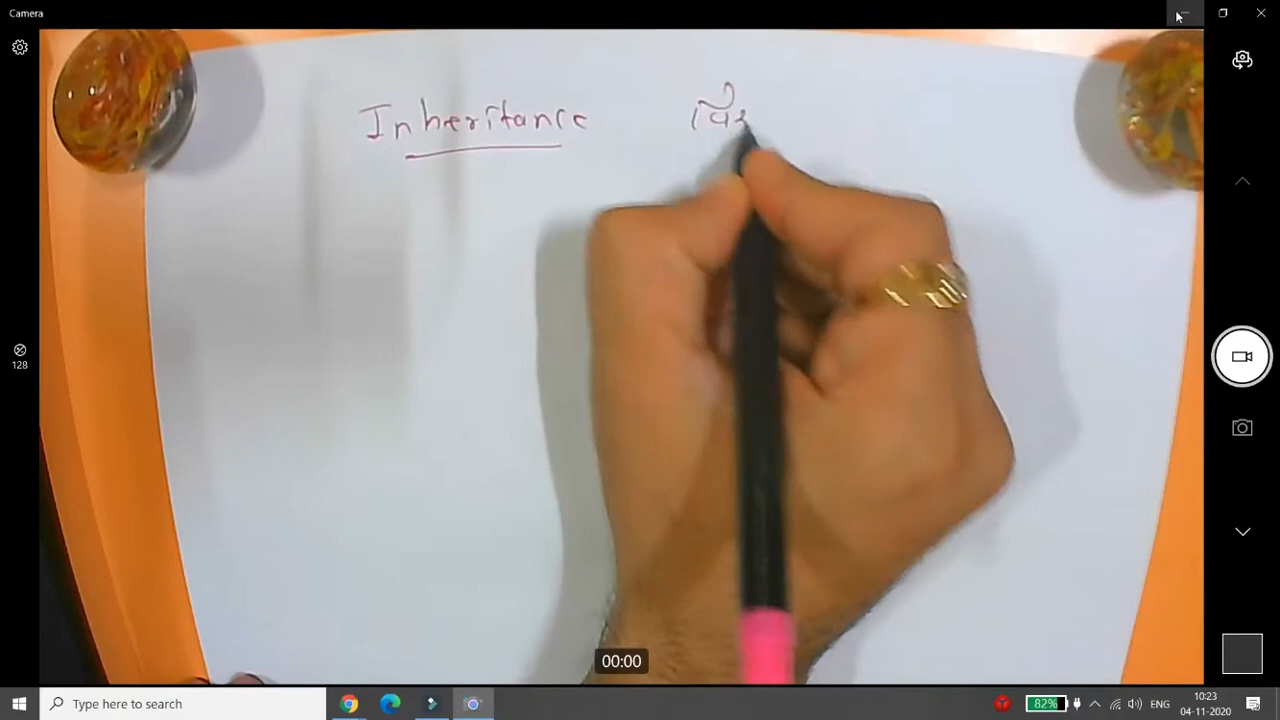 Camera
Inheritance
128
00:00
Type here to search
82%
ENG
10:23
04-11-2020